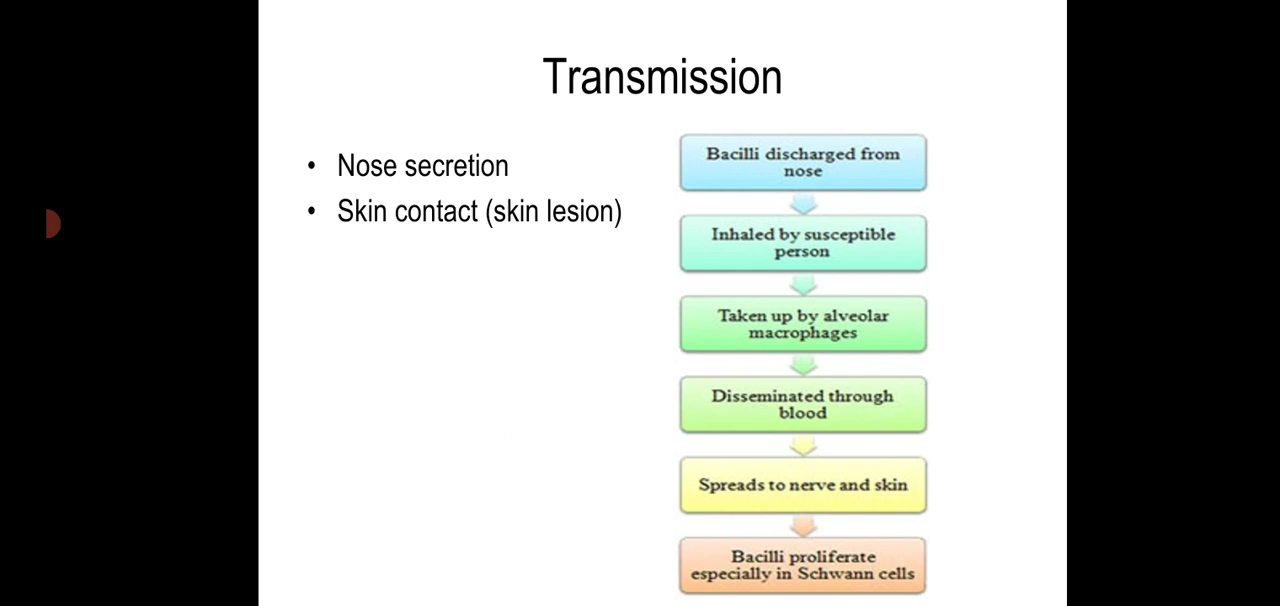 Transmission
• Nose secretion
• Skin contact (skin lesion)
Bacilli discharged from
nose
Inhaled by susceptible
person
Taken up by alveolar
macrophages
Disseminated through
blood
Spreads to nerve and skin
Bacilli proliferate
especially in Schwann cells